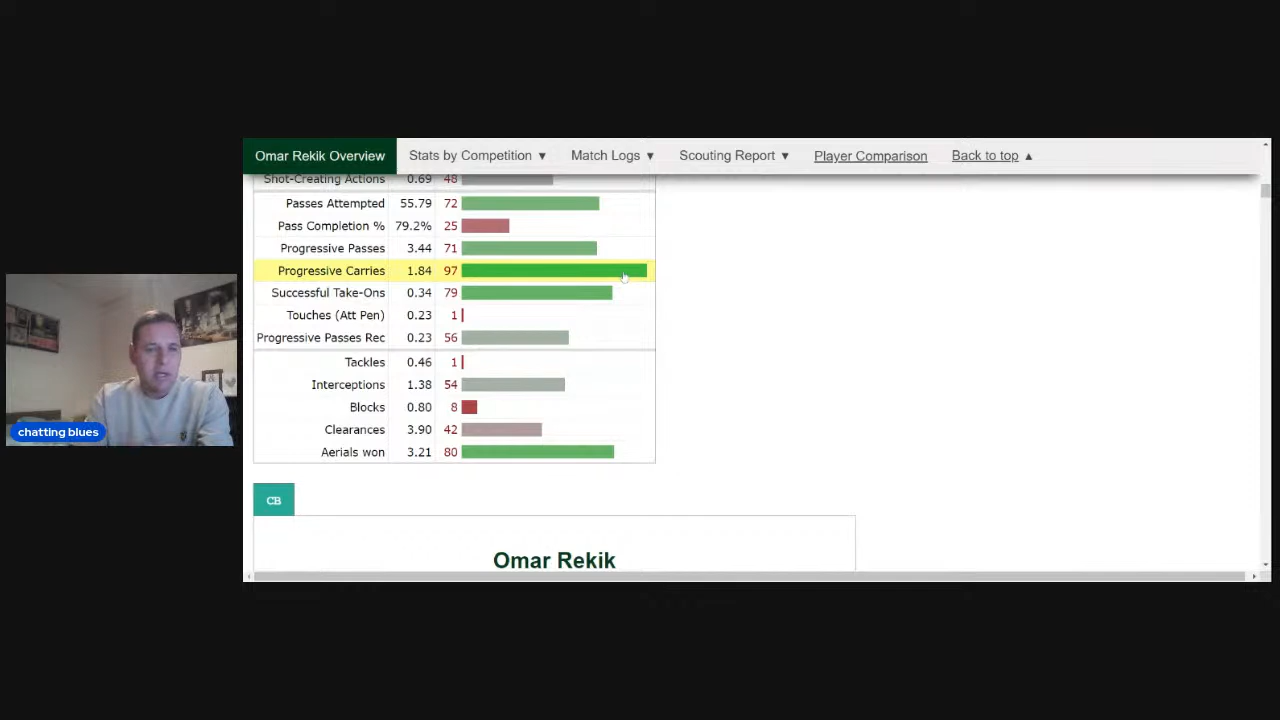 Omar Rekik Overview Stats by Competition ▼ Match Logs ▼ Scouting Report ▼ Player Comparison Back to top ▲
Shot-Creating Actions 0.69 48
Passes Attempted 55.79 72
Pass Completion % 79.2% 25
Progressive Passes 3.44 71
Progressive Carries 1.84 97
Successful Take-Ons 0.34 79
Touches (Att Pen) 0.23 1
Progressive Passes Rec 0.23 56
Tackles 0.46 1
Interceptions 1.38 54
Blocks 0.80 8
Clearances 3.90 42
Aerials won 3.21 80
chatting blues
CB
Omar Rekik